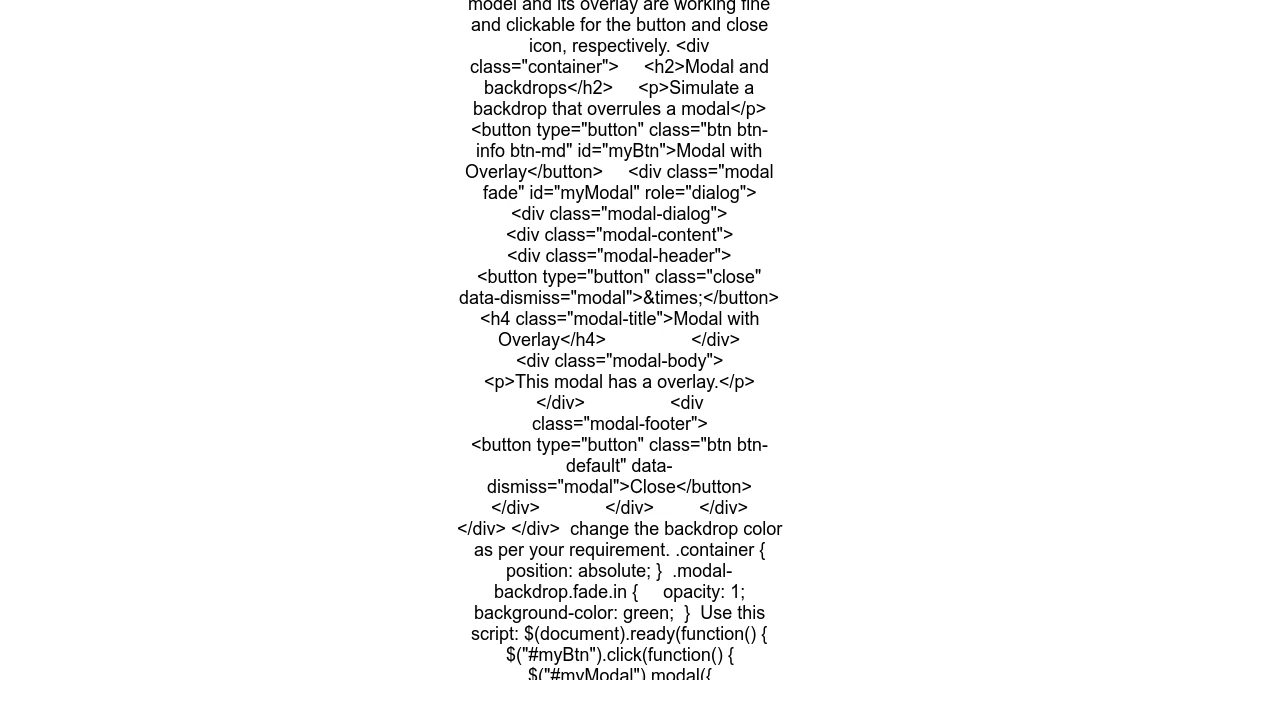 model and its overlay are working fine
and clickable for the button and close
icon, respectively. <div
class="container">     <h2>Modal and
backdrops</h2>     <p>Simulate a
backdrop that overrules a modal</p>
<button type="button" class="btn btn-
info btn-md" id="myBtn">Modal with
Overlay</button>     <div class="modal
fade" id="myModal" role="dialog">
<div class="modal-dialog">
<div class="modal-content">
<div class="modal-header">
<button type="button" class="close"
data-dismiss="modal">&times;</button>
<h4 class="modal-title">Modal with
Overlay</h4>                 </div>
<div class="modal-body">
<p>This modal has a overlay.</p>
</div>                 <div
class="modal-footer">
<button type="button" class="btn btn-
default" data-
dismiss="modal">Close</button>
</div>             </div>         </div>
</div> </div>  change the backdrop color
as per your requirement. .container {
position: absolute; }  .modal-
backdrop.fade.in {     opacity: 1;
background-color: green;  }  Use this
script: $(document).ready(function() {
$("#myBtn").click(function() {
$("#myModal").modal({